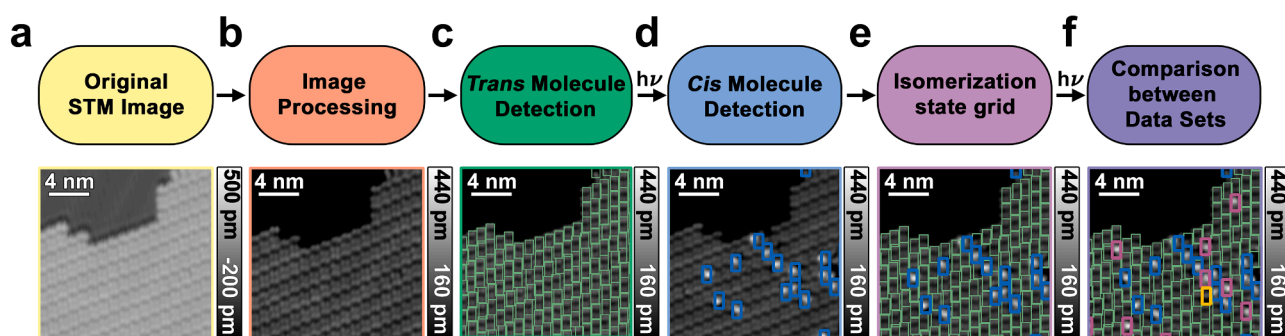 a
Original
STM Image
b
Image
Processing
c
Trans Molecule
Detection
hν
d
Cis Molecule
Detection
e
Isomerization
state grid
hν
f
Comparison
between
Data Sets
4 nm
500 pm
-200 pm
4 nm
440 pm
160 pm
4 nm
440 pm
160 pm
4 nm
440 pm
160 pm
4 nm
440 pm
160 pm
4 nm
440 pm
160 pm